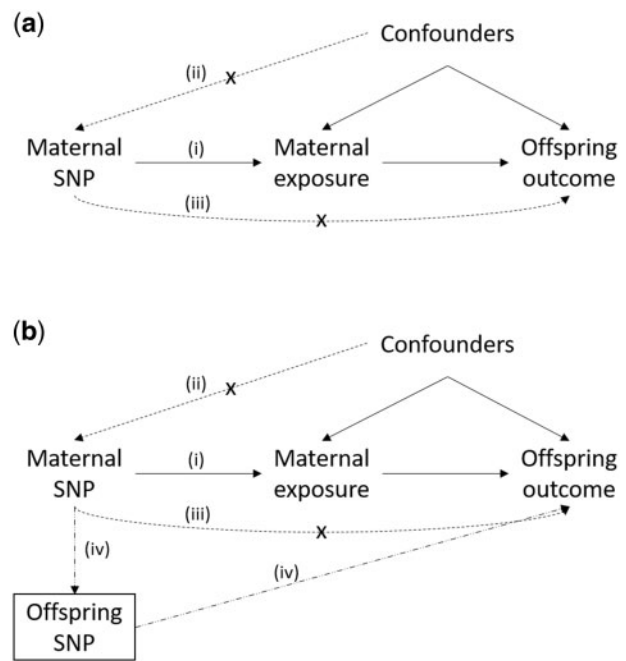 (a)
Confounders
(ii)
X
Maternal SNP
(i)
Maternal exposure
Offspring outcome
(iii)
X
(b)
Confounders
(ii)
X
Maternal SNP
(i)
Maternal exposure
Offspring outcome
(iii)
X
(iv)
(iv)
Offspring SNP